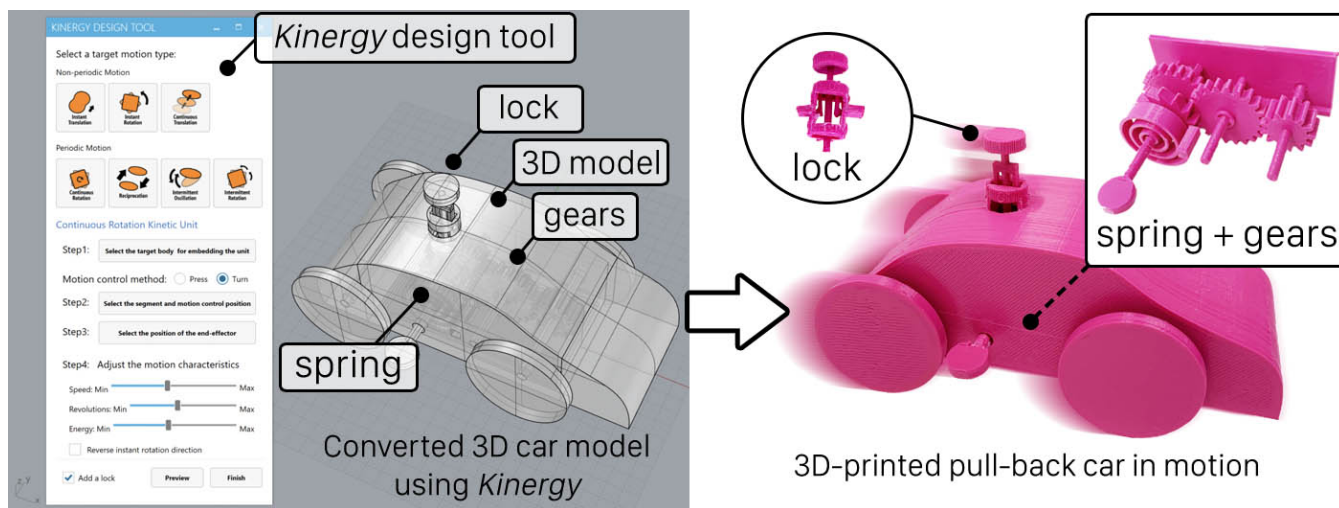 KINERGY DESIGN TOOL
Select a target motion type:
Non-periodic Motion
Instant
Translation
Instant
Rotation
Continuous
Translation
Periodic Motion
Continuous
Rotation
Reciprocation
Intermittent
Oscillation
Intermittent
Rotation
Continuous Rotation Kinetic Unit
Step1: Select the target body for embedding the unit
Motion control method: Press Turn
Step2: Select the segment and motion control position
Step3: Select the position of the end-effector
Step4: Adjust the motion characteristics
Speed: Min Max
Revolutions: Min Max
Energy: Min Max
Reverse instant rotation direction
Add a lock Preview Finish
z y
x
Kinergy design tool
lock
3D model
gears
spring
Converted 3D car model
using Kinergy
lock
spring + gears
3D-printed pull-back car in motion